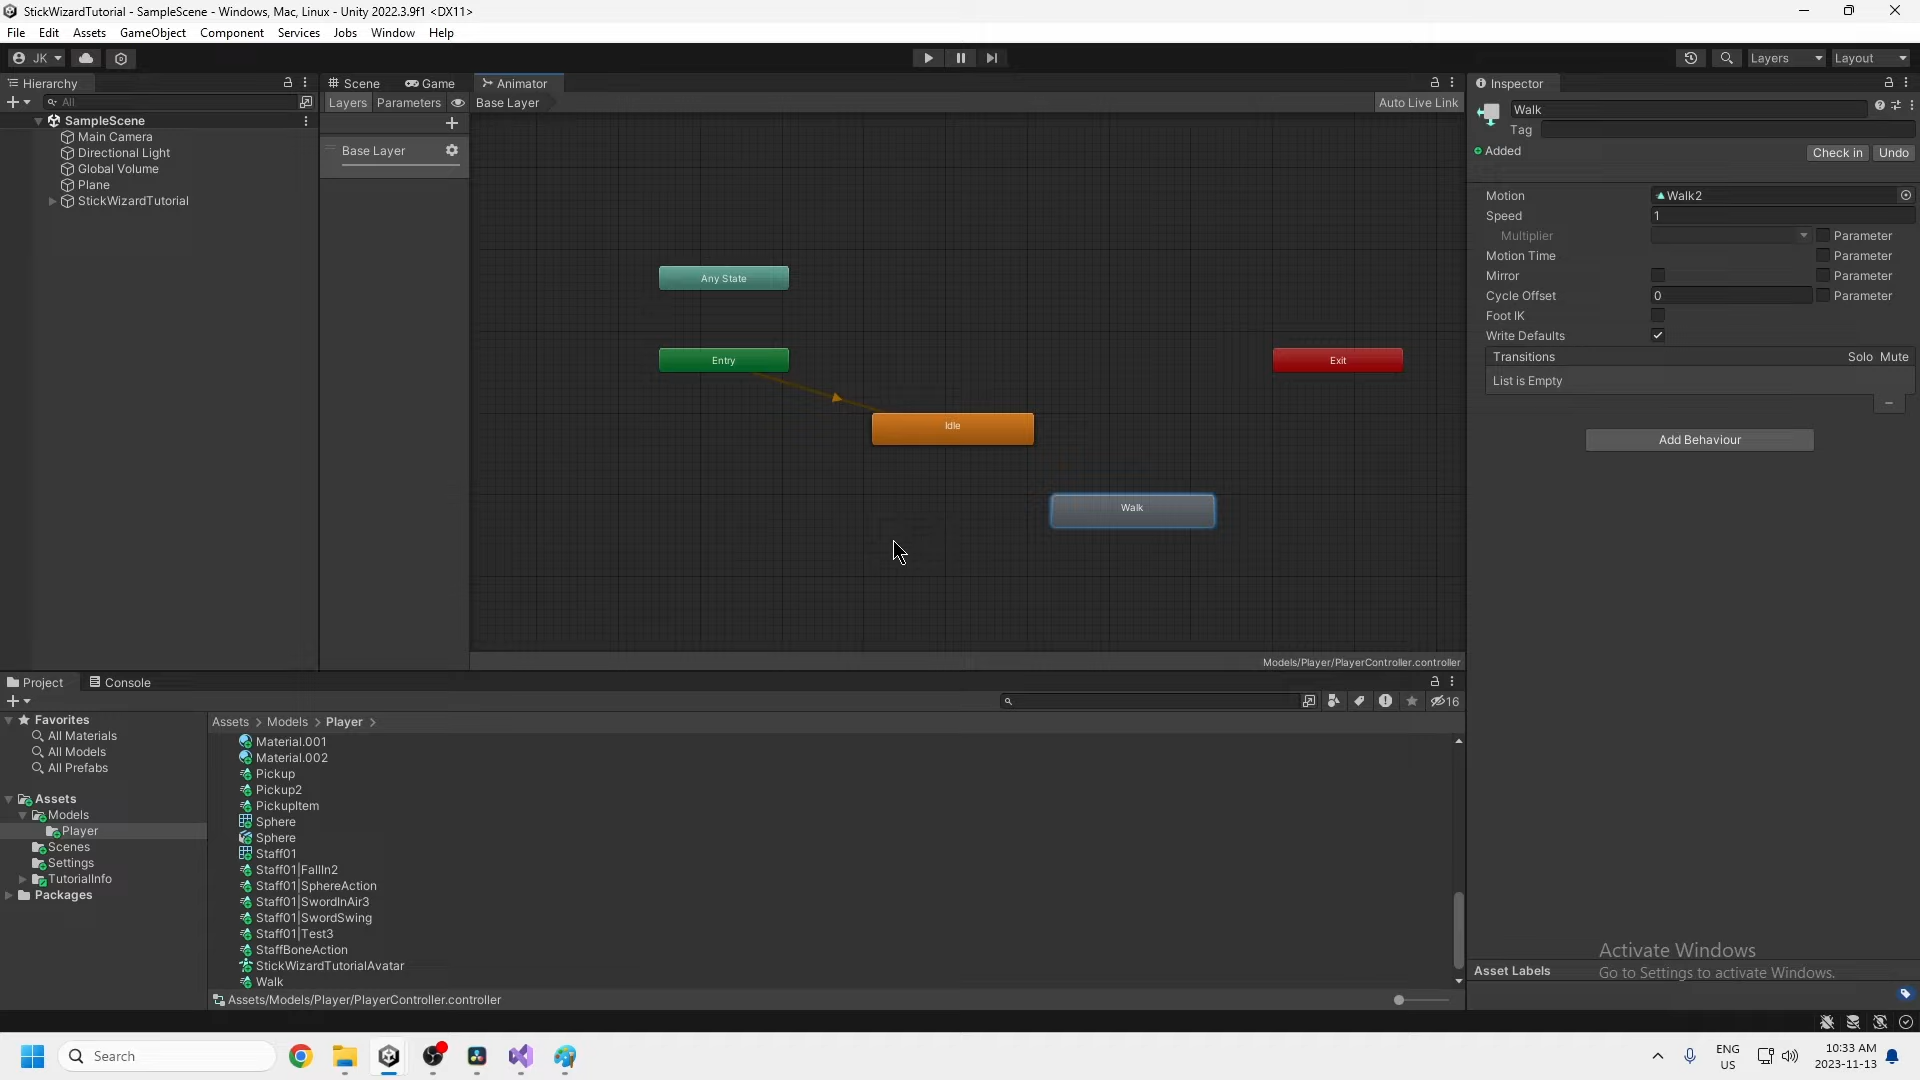 StickWizardTutorial - SampleScene - Windows, Mac, Linux - Unity 2022.3.9f1 <DX11>
File Edit Assets GameObject Component Services Jobs Window Help
JK Layers Layout
Hierarchy
All
SampleScene
Main Camera
Directional Light
Global Volume
Plane
StickWizardTutorial
Scene Game Animator
Layers Parameters Base Layer Auto Live Link
Base Layer
Any State
Entry
Exit
Idle
Walk
Models/Player/PlayerController.controller
Inspector
Walk
Tag
Added Check in Undo
Motion Walk2
Speed 1
Multiplier Parameter
Motion Time Parameter
Mirror Parameter
Cycle Offset 0 Parameter
Foot IK
Write Defaults
Transitions Solo Mute
List is Empty
Add Behaviour
Asset Labels
Activate Windows
Go to Settings to activate Windows.
Project Console
16
Favorites
All Materials
All Models
All Prefabs
Assets
Models
Player
Scenes
Settings
TutorialInfo
Packages
Assets > Models > Player >
Material.001
Material.002
Pickup
Pickup2
PickupItem
Sphere
Sphere
Staff01
Staff01|FallIn2
Staff01|SphereAction
Staff01|SwordInAir3
Staff01|SwordSwing
Staff01|Test3
StaffBoneAction
StickWizardTutorialAvatar
Walk
Assets/Models/Player/PlayerController.controller
Search
ENG
US
10:33 AM
2023-11-13